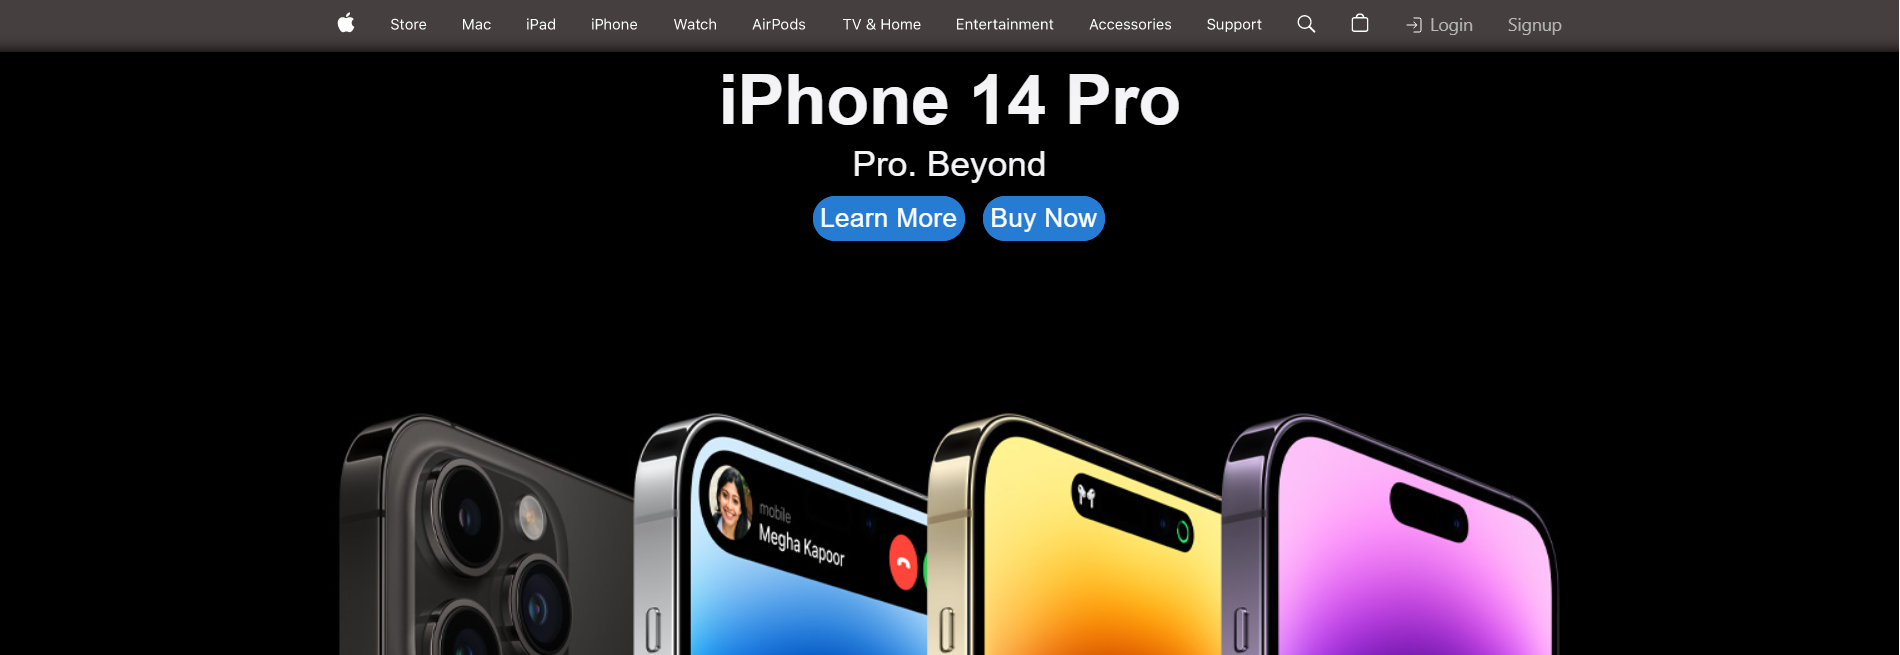 Store Mac iPad iPhone Watch AirPods TV & Home Entertainment Accessories Support Login Signup
iPhone 14 Pro
Pro. Beyond
Learn More Buy Now
mobile
Megha Kapoor